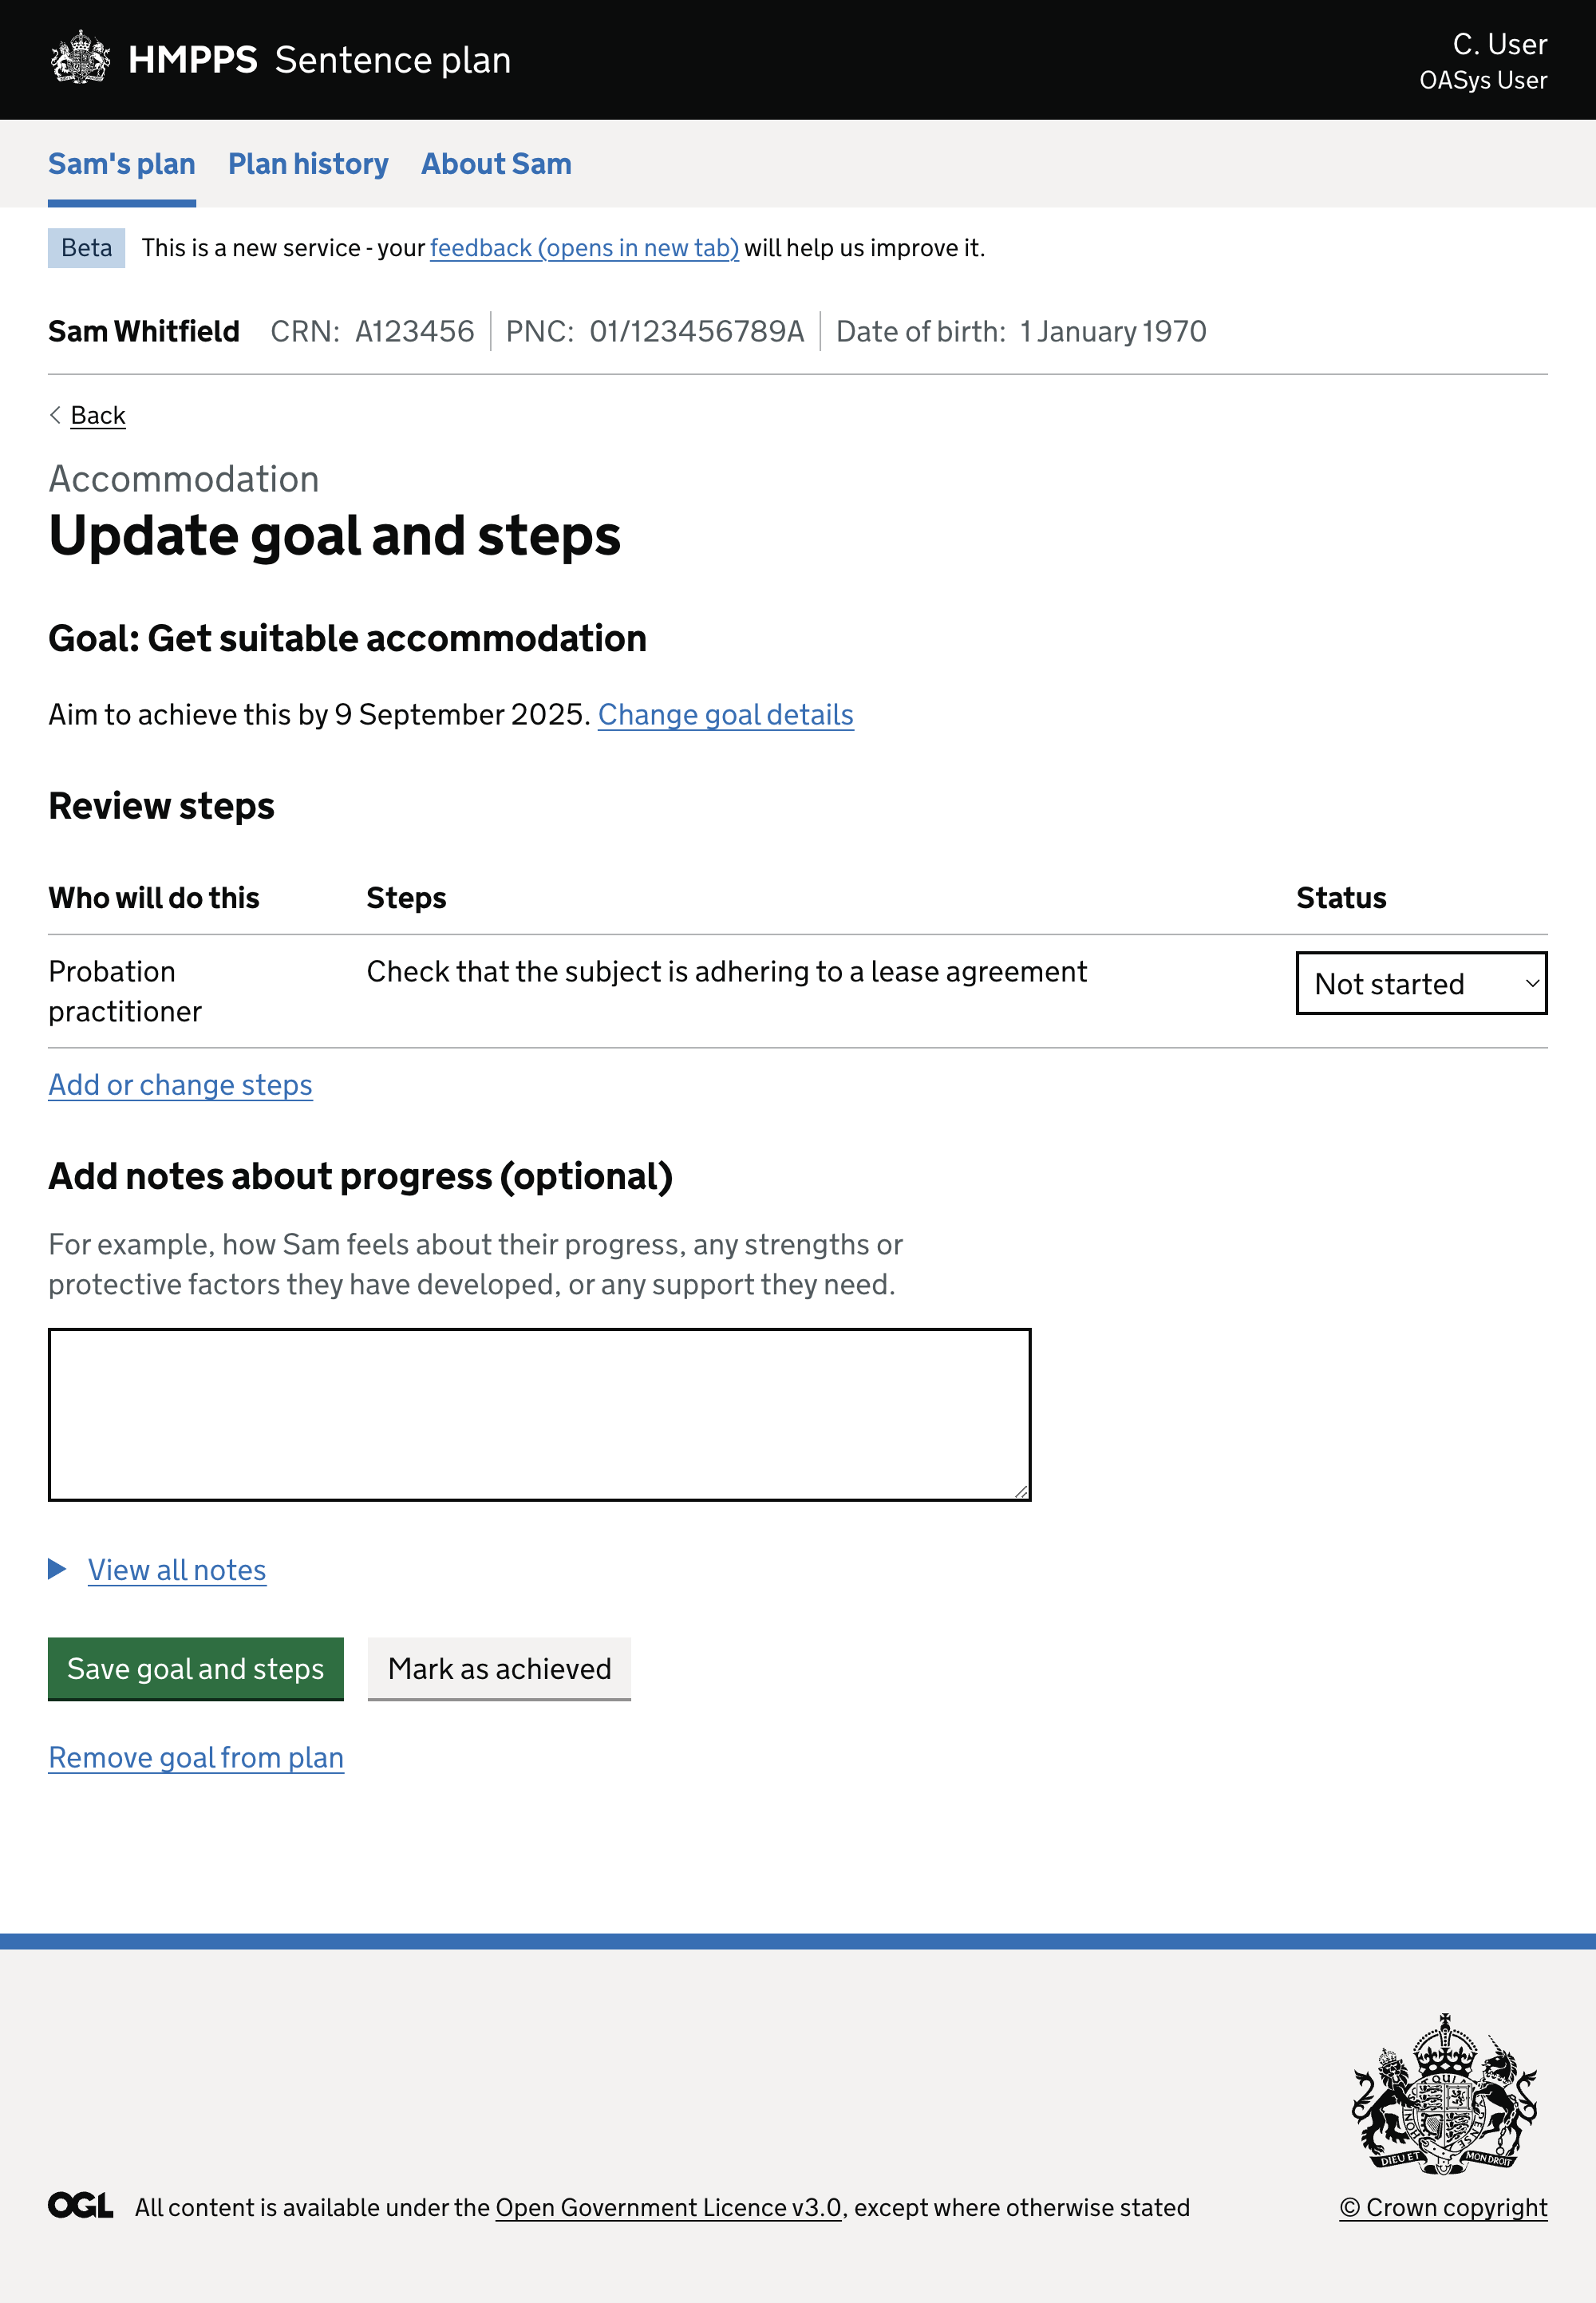 HMPPS Sentence plan
C. User
OASys User
Sam's plan Plan history About Sam
Beta This is a new service - your feedback (opens in new tab) will help us improve it.
Sam Whitfield CRN: A123456 PNC: 01/123456789A Date of birth: 1 January 1970
Back
Accommodation
Update goal and steps
Goal: Get suitable accommodation
Aim to achieve this by 9 September 2025. Change goal details
Review steps
Who will do this Steps Status
Probation Check that the subject is adhering to a lease agreement Not started
practitioner
Add or change steps
Add notes about progress (optional)
For example, how Sam feels about their progress, any strengths or
protective factors they have developed, or any support they need.
View all notes
Save goal and steps Mark as achieved
Remove goal from plan
DIEU ET MON DROIT
OGL All content is available under the Open Government Licence v3.0, except where otherwise stated
© Crown copyright